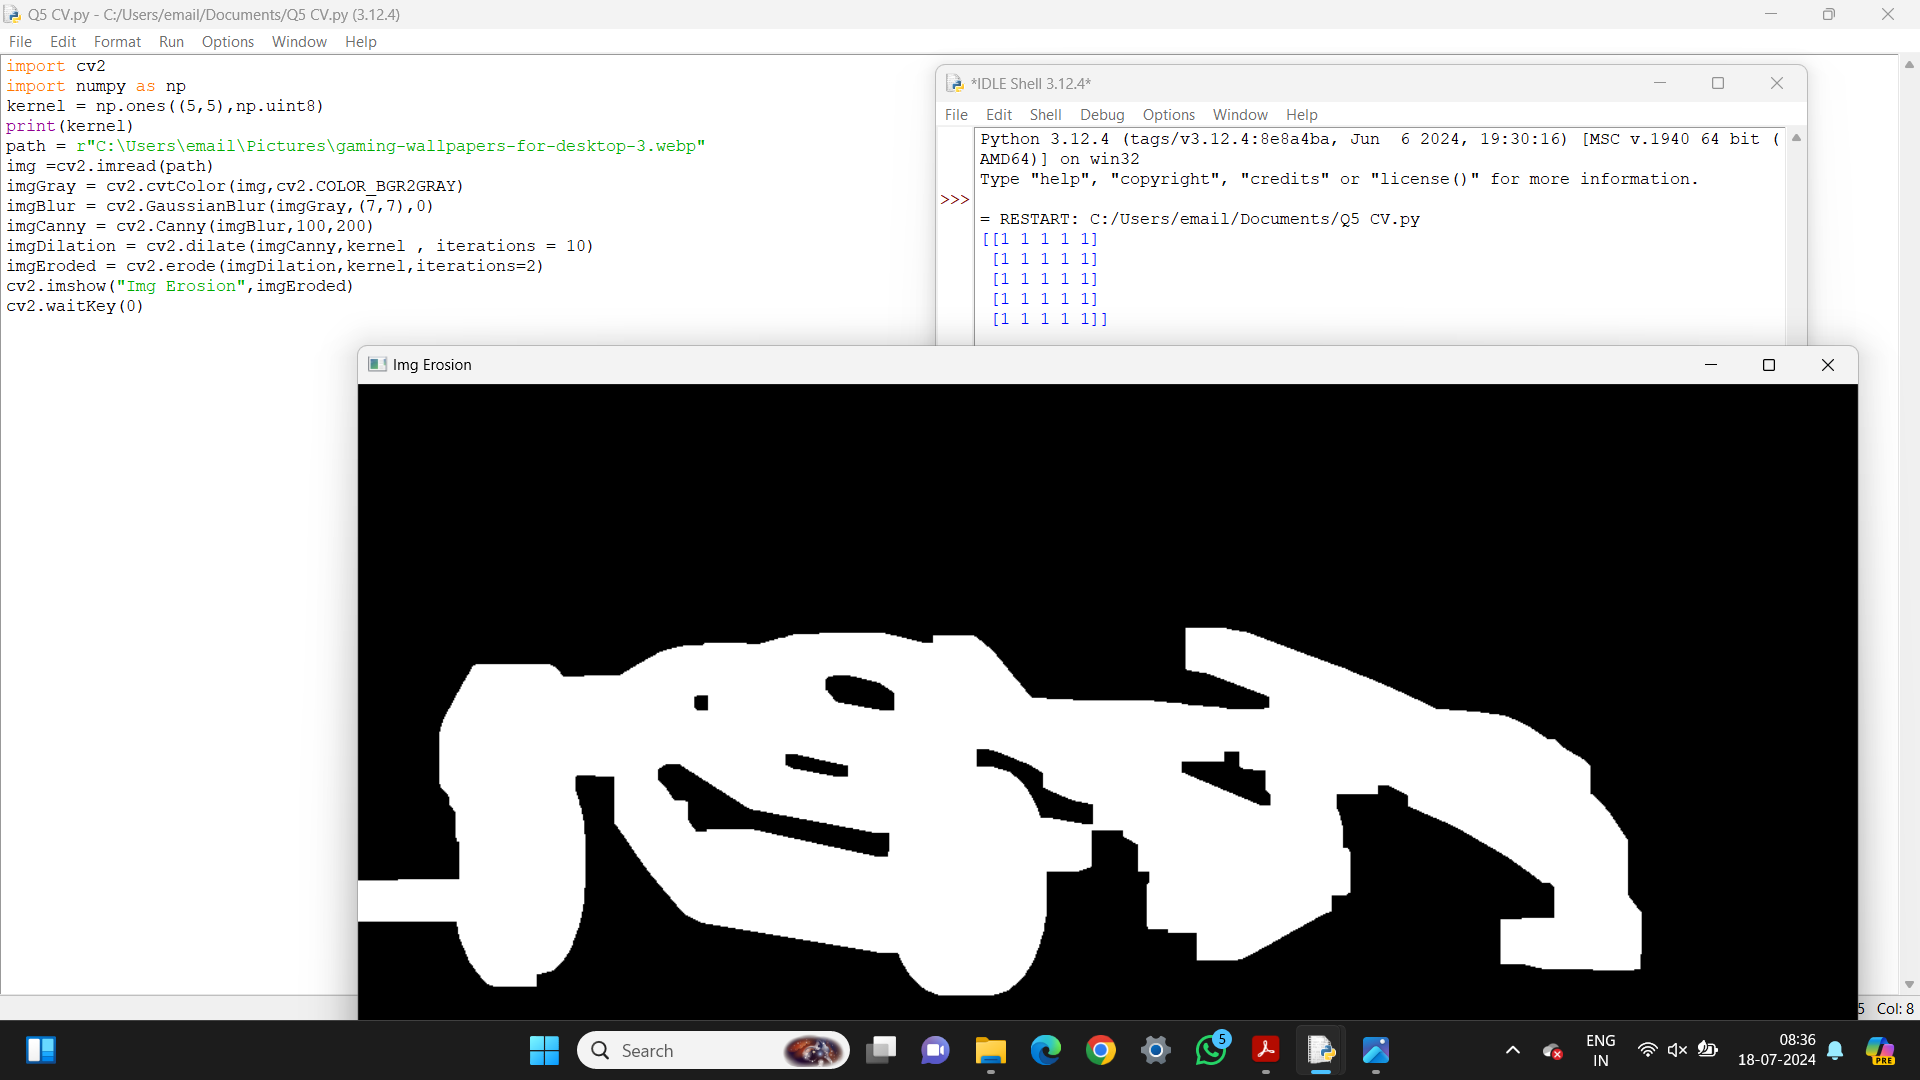 Q5 CV.py - C:/Users/email/Documents/Q5 CV.py (3.12.4)
File Edit Format Run Options Window Help
import cv2
import numpy as np
kernel = np.ones((5,5),np.uint8)
print(kernel)
path = r"C:\Users\email\Pictures\gaming-wallpapers-for-desktop-3.webp"
img =cv2.imread(path)
imgGray = cv2.cvtColor(img,cv2.COLOR_BGR2GRAY)
imgBlur = cv2.GaussianBlur(imgGray,(7,7),0)
imgCanny = cv2.Canny(imgBlur,100,200)
imgDilation = cv2.dilate(imgCanny,kernel , iterations = 10)
imgEroded = cv2.erode(imgDilation,kernel,iterations=2)
cv2.imshow("Img Erosion",imgEroded)
cv2.waitKey(0)
*IDLE Shell 3.12.4*
File Edit Shell Debug Options Window Help
Python 3.12.4 (tags/v3.12.4:8e8a4ba, Jun  6 2024, 19:30:16) [MSC v.1940 64 bit (
AMD64)] on win32
Type "help", "copyright", "credits" or "license()" for more information.
>>>
= RESTART: C:/Users/email/Documents/Q5 CV.py
[[1 1 1 1 1]
[1 1 1 1 1]
[1 1 1 1 1]
[1 1 1 1 1]
[1 1 1 1 1]]
Img Erosion
5 Col: 8
Search
5
ENG
IN
08:36
18-07-2024
PRE